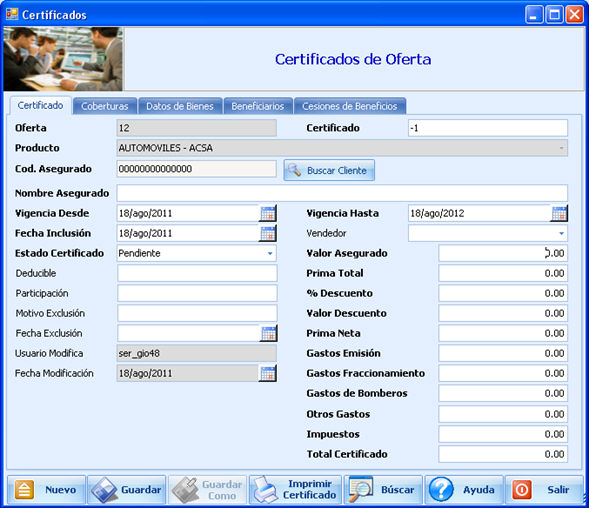 Certificados
Certificados de Oferta
Certificado Coberturas Datos de Bienes Beneficiarios Cesiones de Beneficios
Oferta 12 Certificado -1
Producto AUTOMOVILES - ACSA
Cod. Asegurado 00000000000000 Buscar Cliente
Nombre Asegurado
Vigencia Desde 18/ago/2011 Vigencia Hasta 18/ago/2012
Fecha Inclusión 18/ago/2011 Vendedor
Estado Certificado Pendiente Valor Asegurado 0.00
Deducible Prima Total 0.00
Participación % Descuento 0.00
Motivo Exclusión Valor Descuento 0.00
Fecha Exclusión Prima Neta 0.00
Usuario Modifica ser_gio48 Gastos Emisión 0.00
Fecha Modificación 18/ago/2011 Gastos Fraccionamiento 0.00
Gastos de Bomberos 0.00
Otros Gastos 0.00
Impuestos 0.00
Total Certificado 0.00
Nuevo Guardar Guardar Como Imprimir Certificado Búscar Ayuda Salir